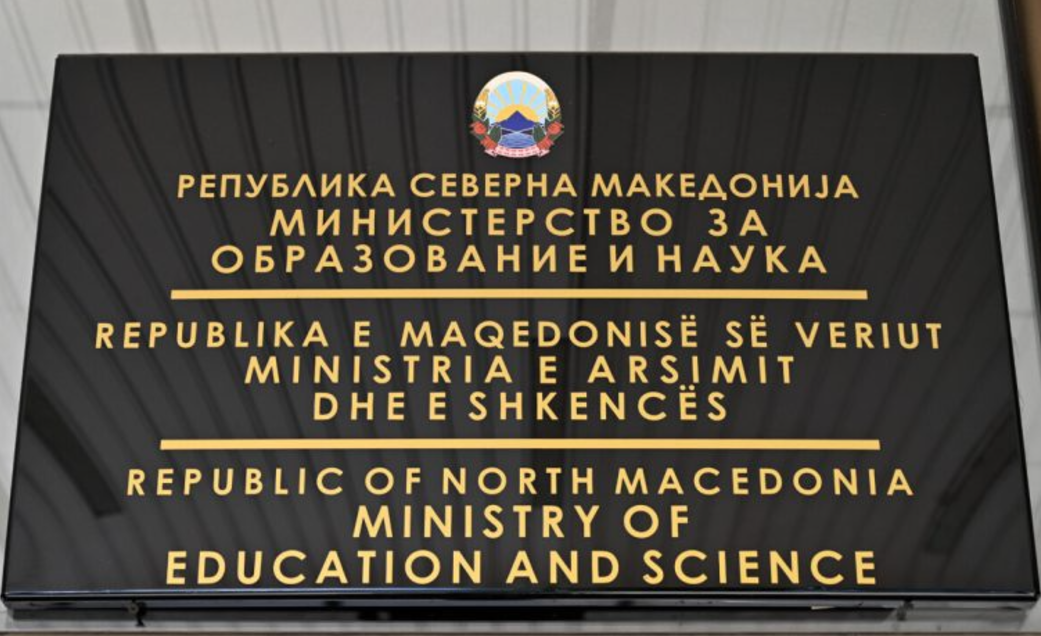 РЕПУБЛИКА СЕВЕРНА МАКЕДОНИЈА
МИНИСТЕРСТВО ЗА
ОБРАЗОВАНИЕ И НАУКА
REPUBLIKA E MAQEDONISË SË VERIUT
MINISTRIA E ARSIMIT
DHE E SHKENCËS
REPUBLIC OF NORTH MACEDONIA
MINISTRY OF
EDUCATION AND SCIENCE